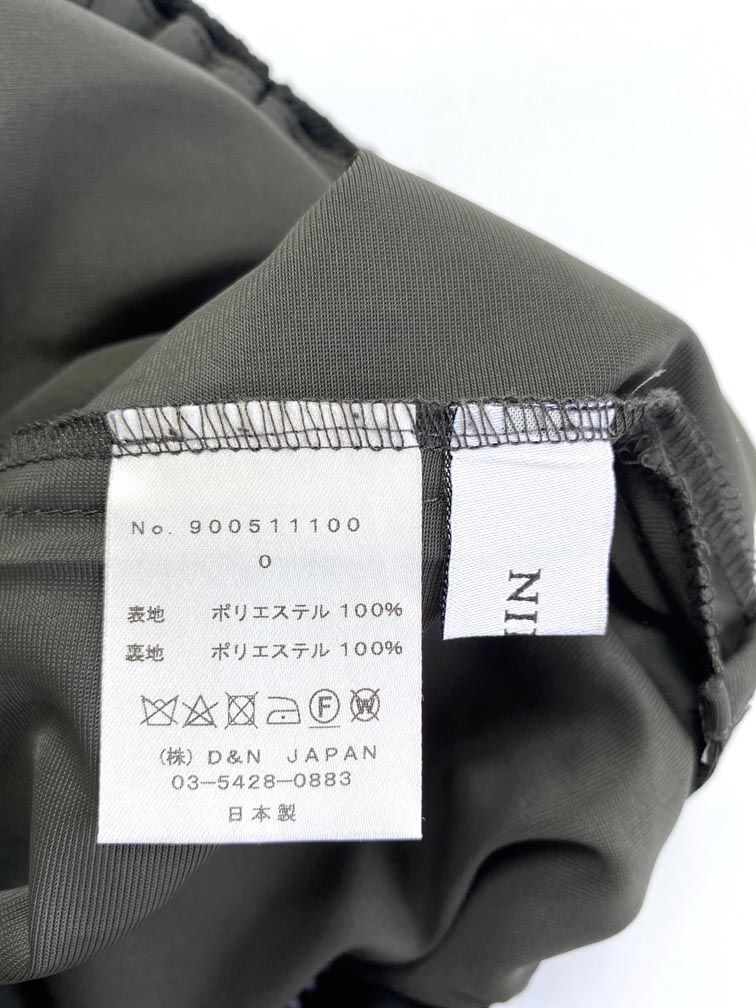 No. 900511100
0
表地 ポリエステル 100%
裏地 ポリエステル 100%
F W
(株) D&N JAPAN
03-5428-0883
日本製